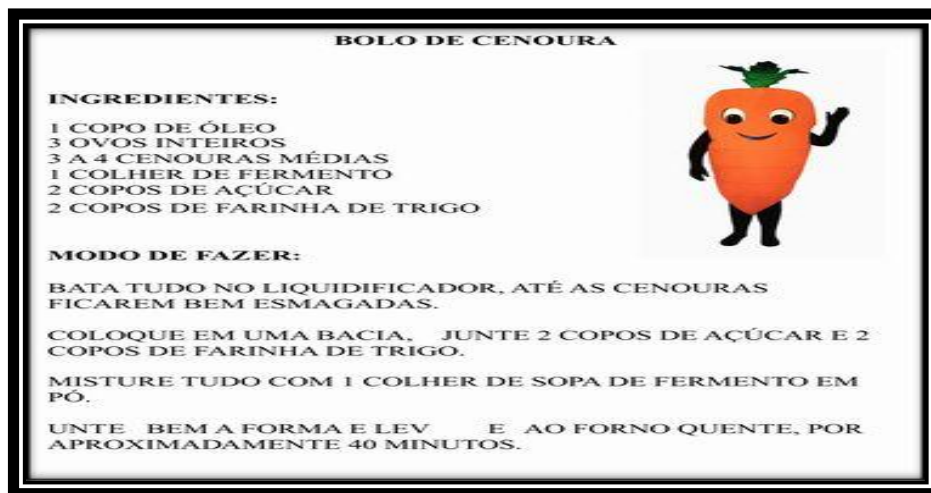 BOLO DE CENOURA
INGREDIENTES:
1 COPO DE ÓLEO
3 OVOS INTEIROS
3 A 4 CENOURAS MÉDIAS
1 COLHER DE FERMENTO
2 COPOS DE AÇÚCAR
2 COPOS DE FARINHA DE TRIGO
MODO DE FAZER:
BATA TUDO NO LIQUIDIFICADOR, ATÉ AS CENOURAS
FICAREM BEM ESMAGADAS.
COLOQUE EM UMA BACIA, JUNTE 2 COPOS DE AÇÚCAR E 2
COPOS DE FARINHA DE TRIGO.
MISTURE TUDO COM 1 COLHER DE SOPA DE FERMENTO EM
PÓ.
UNTE BEM A FORMA E LEV E AO FORNO QUENTE, POR
APROXIMADAMENTE 40 MINUTOS.